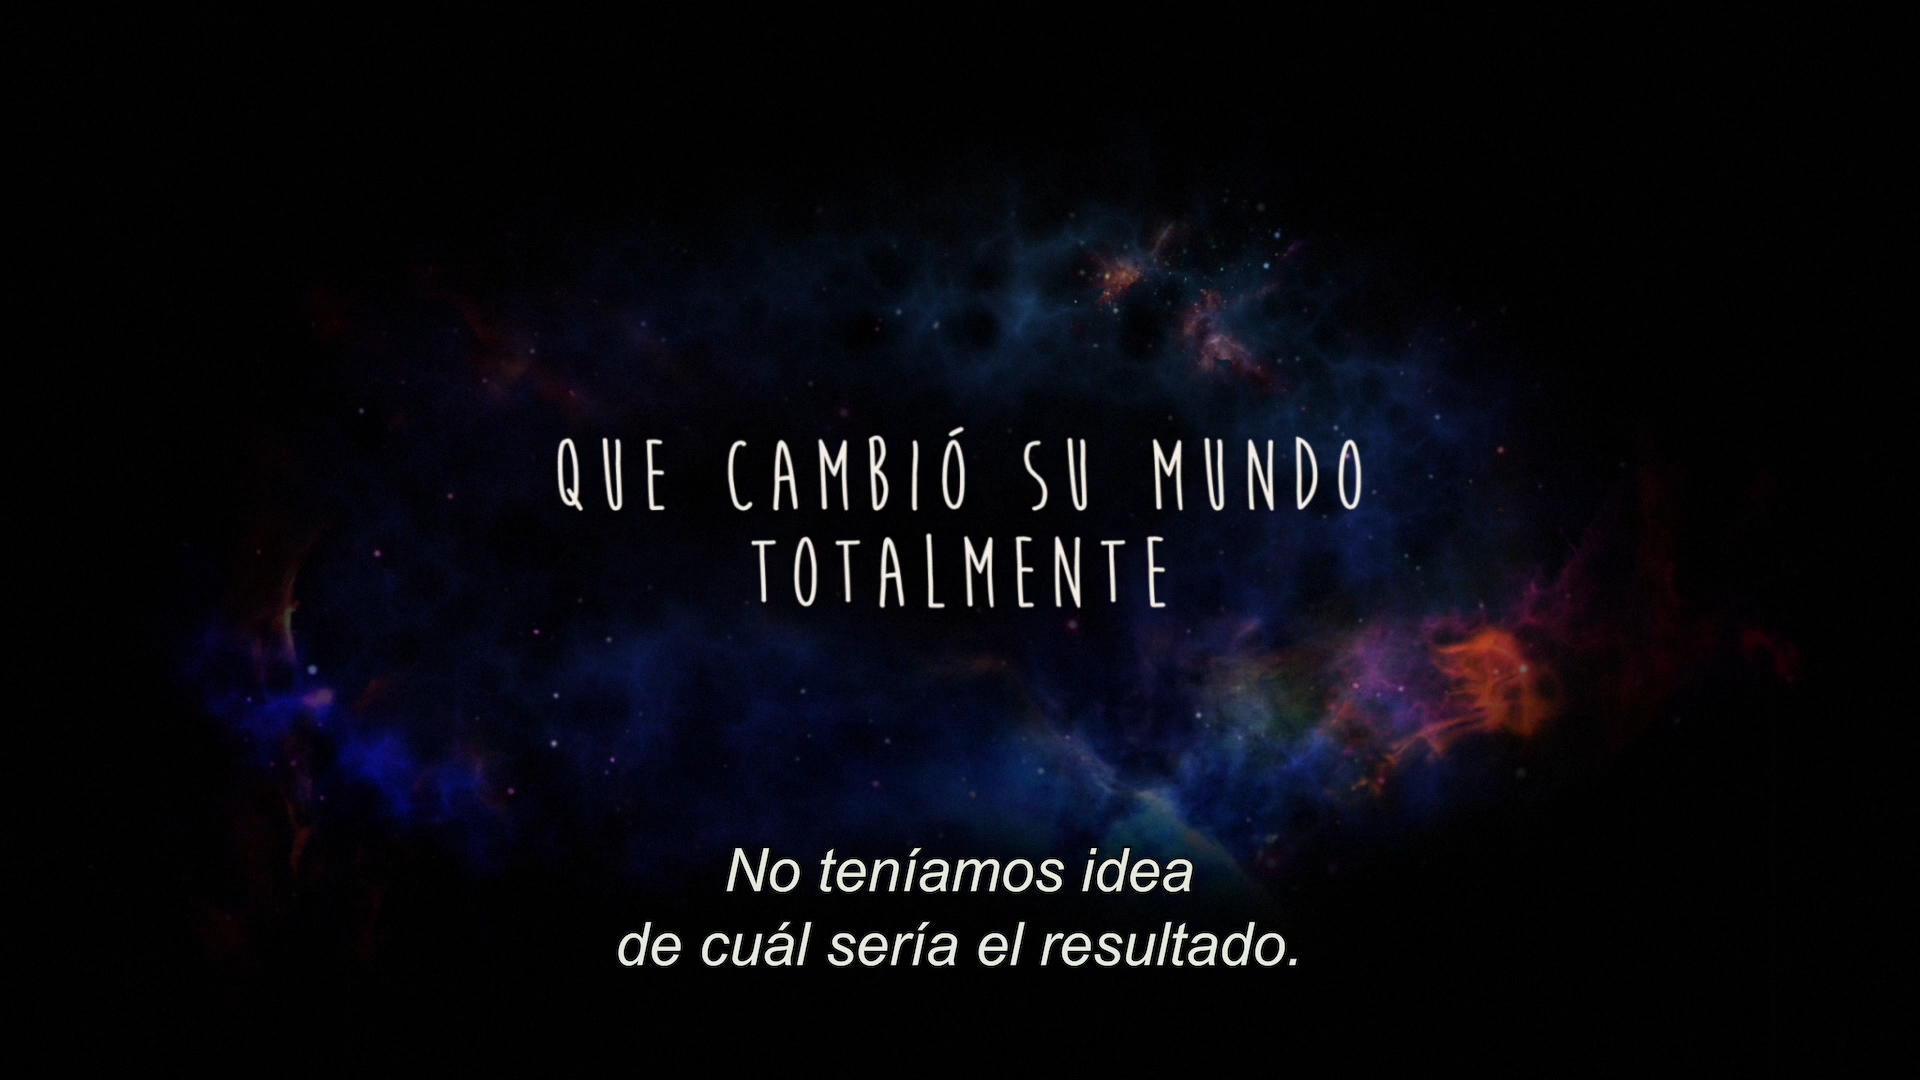 QUE CAMBIÓ SU MUNDO
TOTALMENTE
No teníamos idea
de cuál sería el resultado.